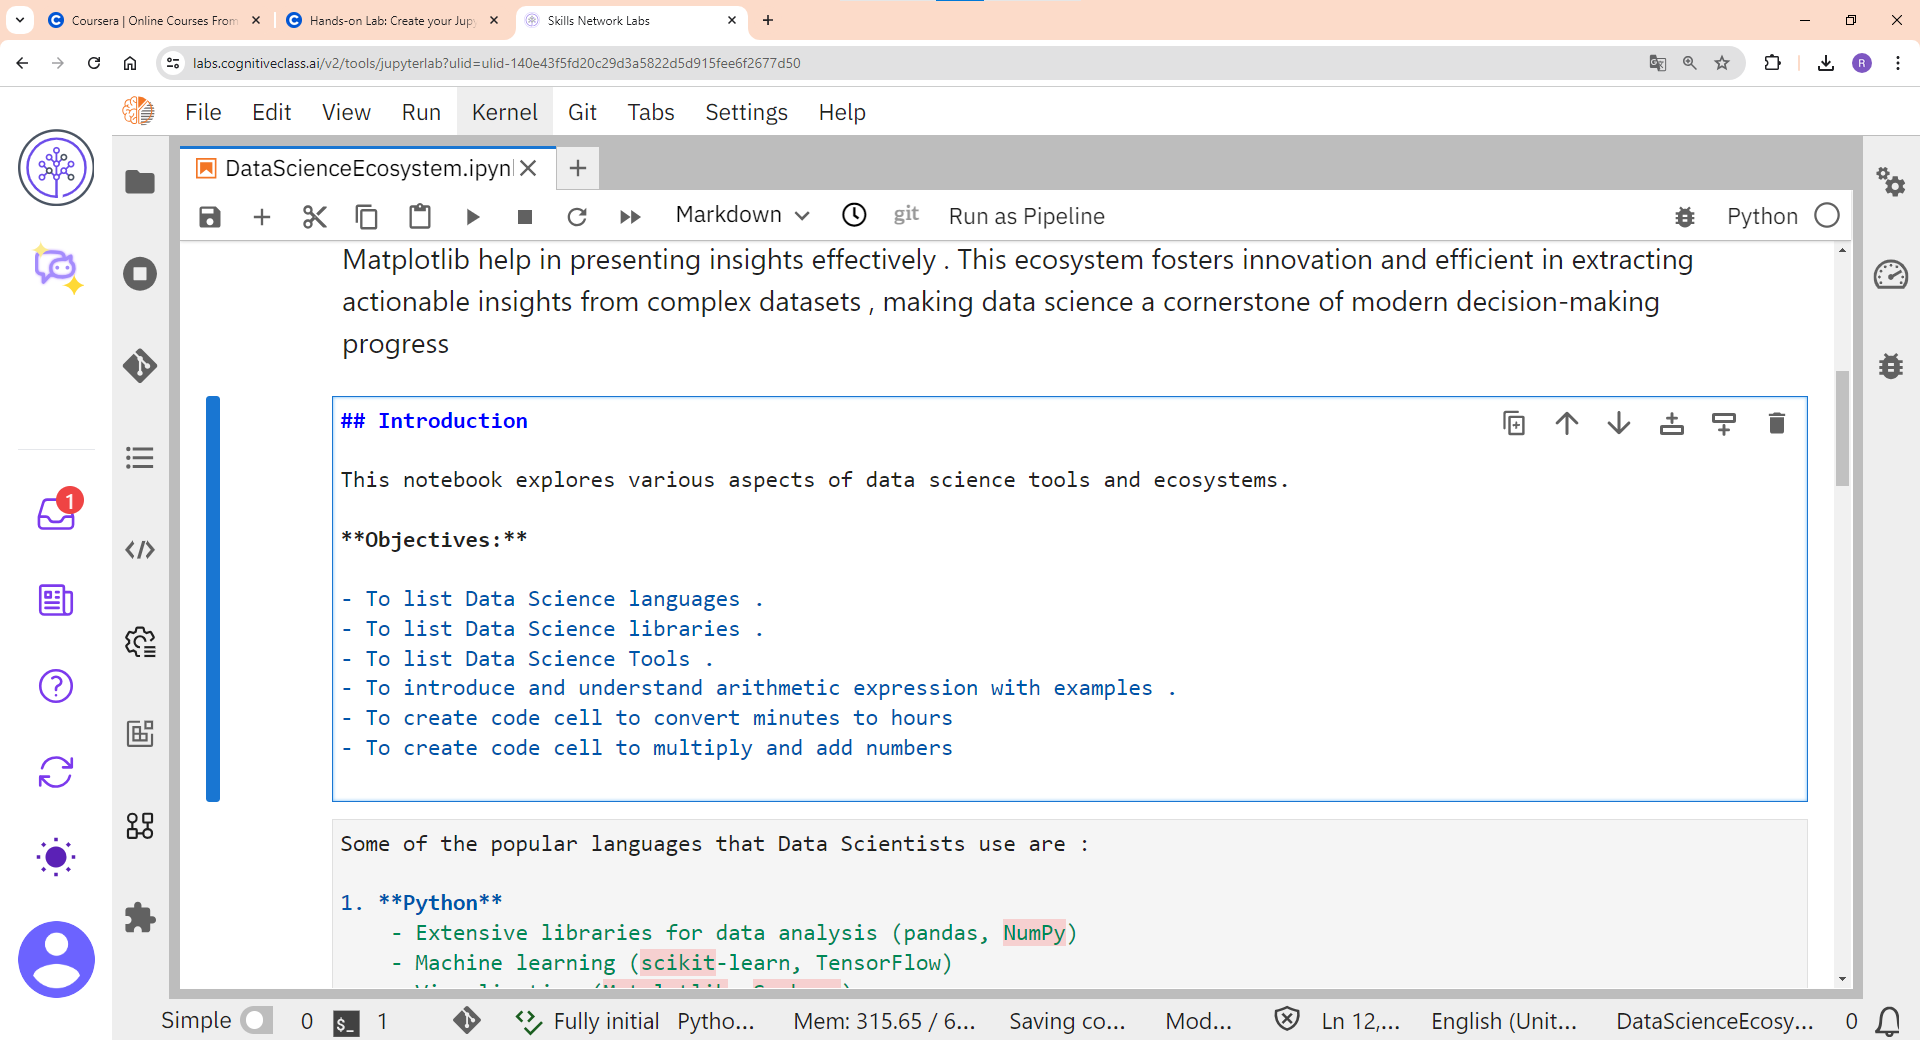 Coursera | Online Courses From
Hands-on Lab: Create your Jup
Skills Network Labs
labs.cognitiveclass.ai/v2/tools/jupyterlab?ulid=ulid-140e43f5fd20c29d3a5822d5d915fee6f2677d50
R
File Edit View Run Kernel Git Tabs Settings Help
DataScienceEcosystem.ipyn
Markdown
git
Run as Pipeline
Python
Matplotlib help in presenting insights effectively . This ecosystem fosters innovation and efficient in extracting
actionable insights from complex datasets , making data science a cornerstone of modern decision-making
progress
## Introduction
This notebook explores various aspects of data science tools and ecosystems.
**Objectives:**
- To list Data Science languages .
- To list Data Science libraries .
- To list Data Science Tools .
- To introduce and understand arithmetic expression with examples .
- To create code cell to convert minutes to hours
- To create code cell to multiply and add numbers
Some of the popular languages that Data Scientists use are :
1. **Python**
- Extensive libraries for data analysis (pandas, NumPy)
- Machine learning (scikit-learn, TensorFlow)
1
Simple 0 $_ 1 Fully initial Pytho... Mem: 315.65 / 6... Saving co... Mod... Ln 12,... English (Unit... DataScienceEcosy... 0